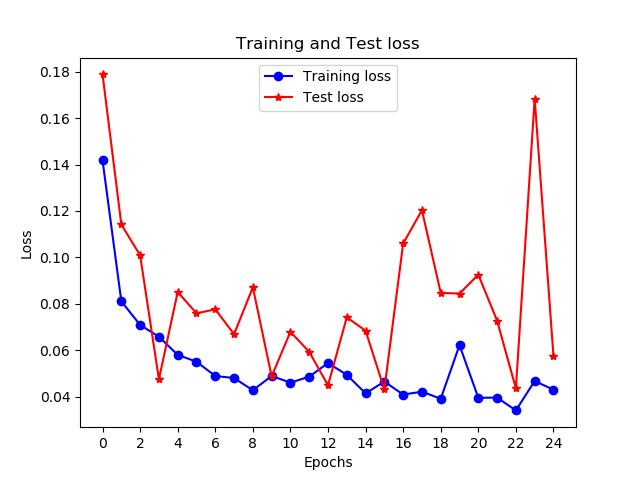 Training and Test loss
Training loss
Test loss
0.18
0.16
0.14
0.12
0.10
0.08
0.06
0.04
Loss
0 2 4 6 8 10 12 14 16 18 20 22 24
Epochs